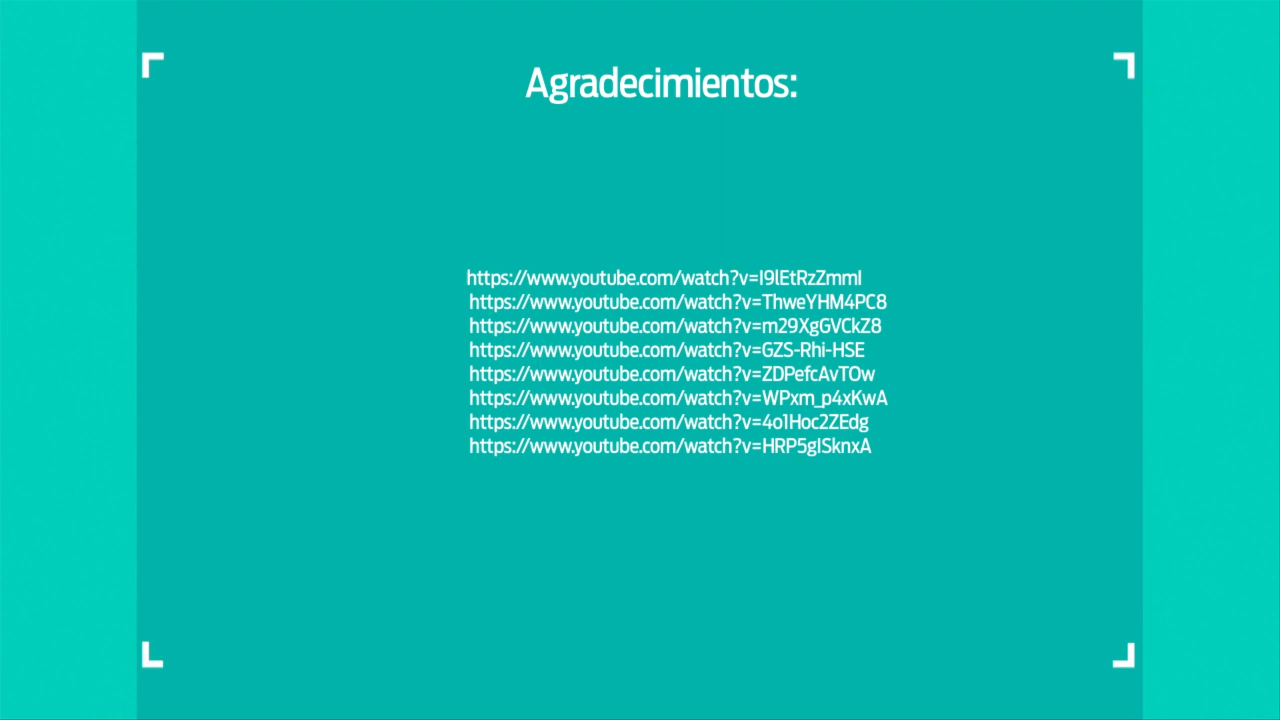 Agradecimientos:
https://www.youtube.com/watch?v=I9lEtRzZmmI
https://www.youtube.com/watch?v=ThweYHM4PC8
https://www.youtube.com/watch?v=m29XgGVCkZ8
https://www.youtube.com/watch?v=GZS-Rhi-HSE
https://www.youtube.com/watch?v=ZDPefcAvTOw
https://www.youtube.com/watch?v=WPxm_p4xKwA
https://www.youtube.com/watch?v=4o1Hoc2ZEdg
https://www.youtube.com/watch?v=HRP5glSknxA